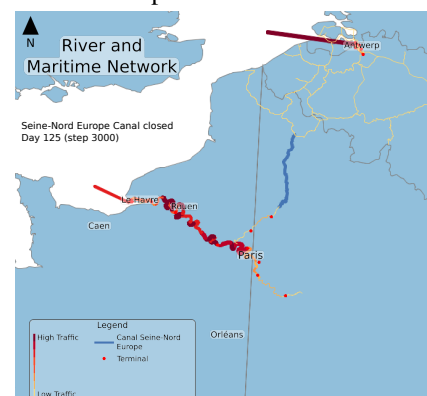 N
River and
Maritime Network
Antwerp
Seine-Nord Europe Canal closed
Day 125 (step 3000)
Le Havre
Rouen
Caen
Paris
Orléans
Legend
High Traffic
Canal Seine-Nord
Europe
Terminal
Low Traffic